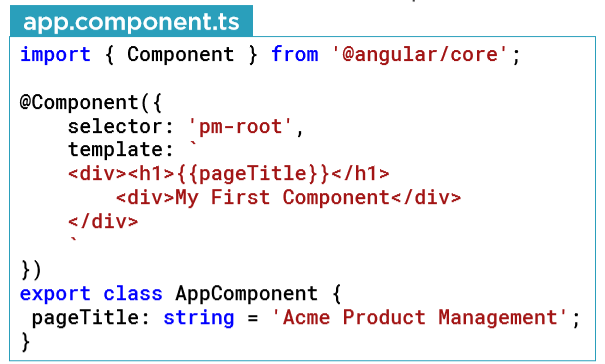 app.component.ts
import { Component } from '@angular/core';
@Component({
    selector: 'pm-root',
    template: `
    <div><h1>{{pageTitle}}</h1>
        <div>My First Component</div>
    </div>
    `
})
export class AppComponent {
 pageTitle: string = 'Acme Product Management';
}